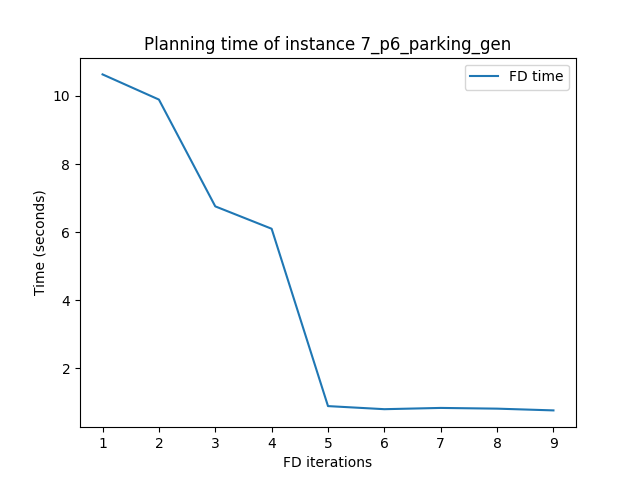 Planning time of instance 7_p6_parking_gen
FD time
10
8
6
4
2
Time (seconds)
1 2 3 4 5 6 7 8 9
FD iterations